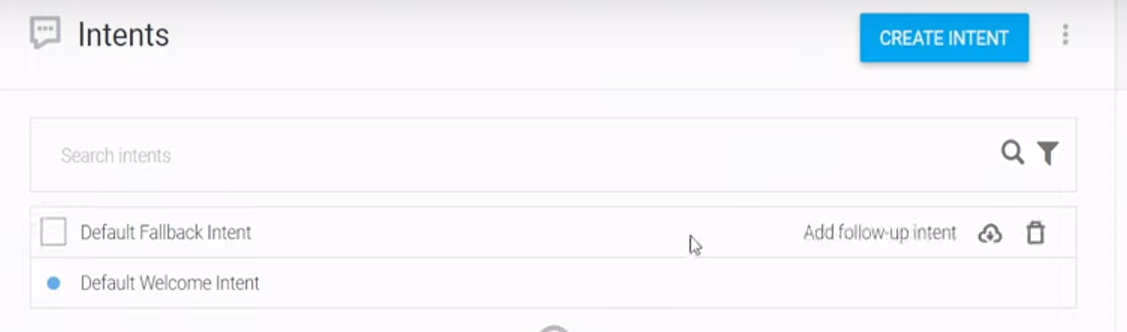 Intents
CREATE INTENT
Search intents
Default Fallback Intent
Add follow-up intent
Default Welcome Intent